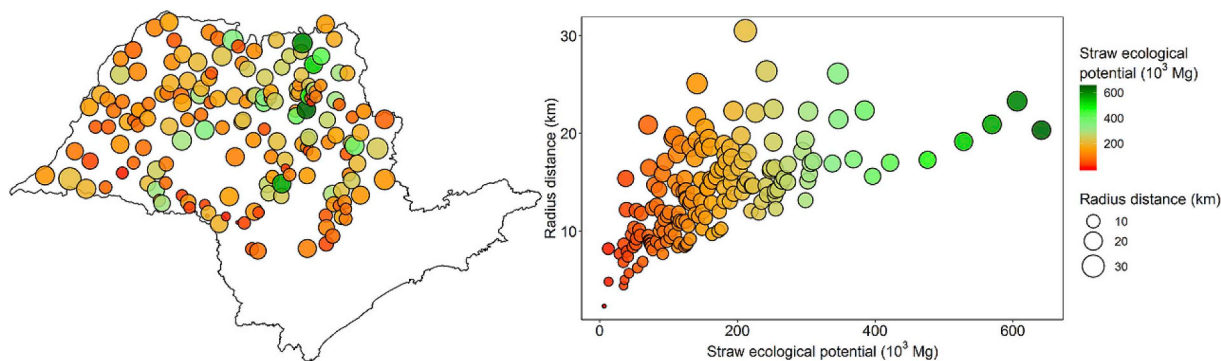 30
20
10
0
200
400
600
Radius distance (km)
Straw ecological potential (10³ Mg)
Straw ecological
potential (10³ Mg)
600
400
200
Radius distance (km)
10
20
30